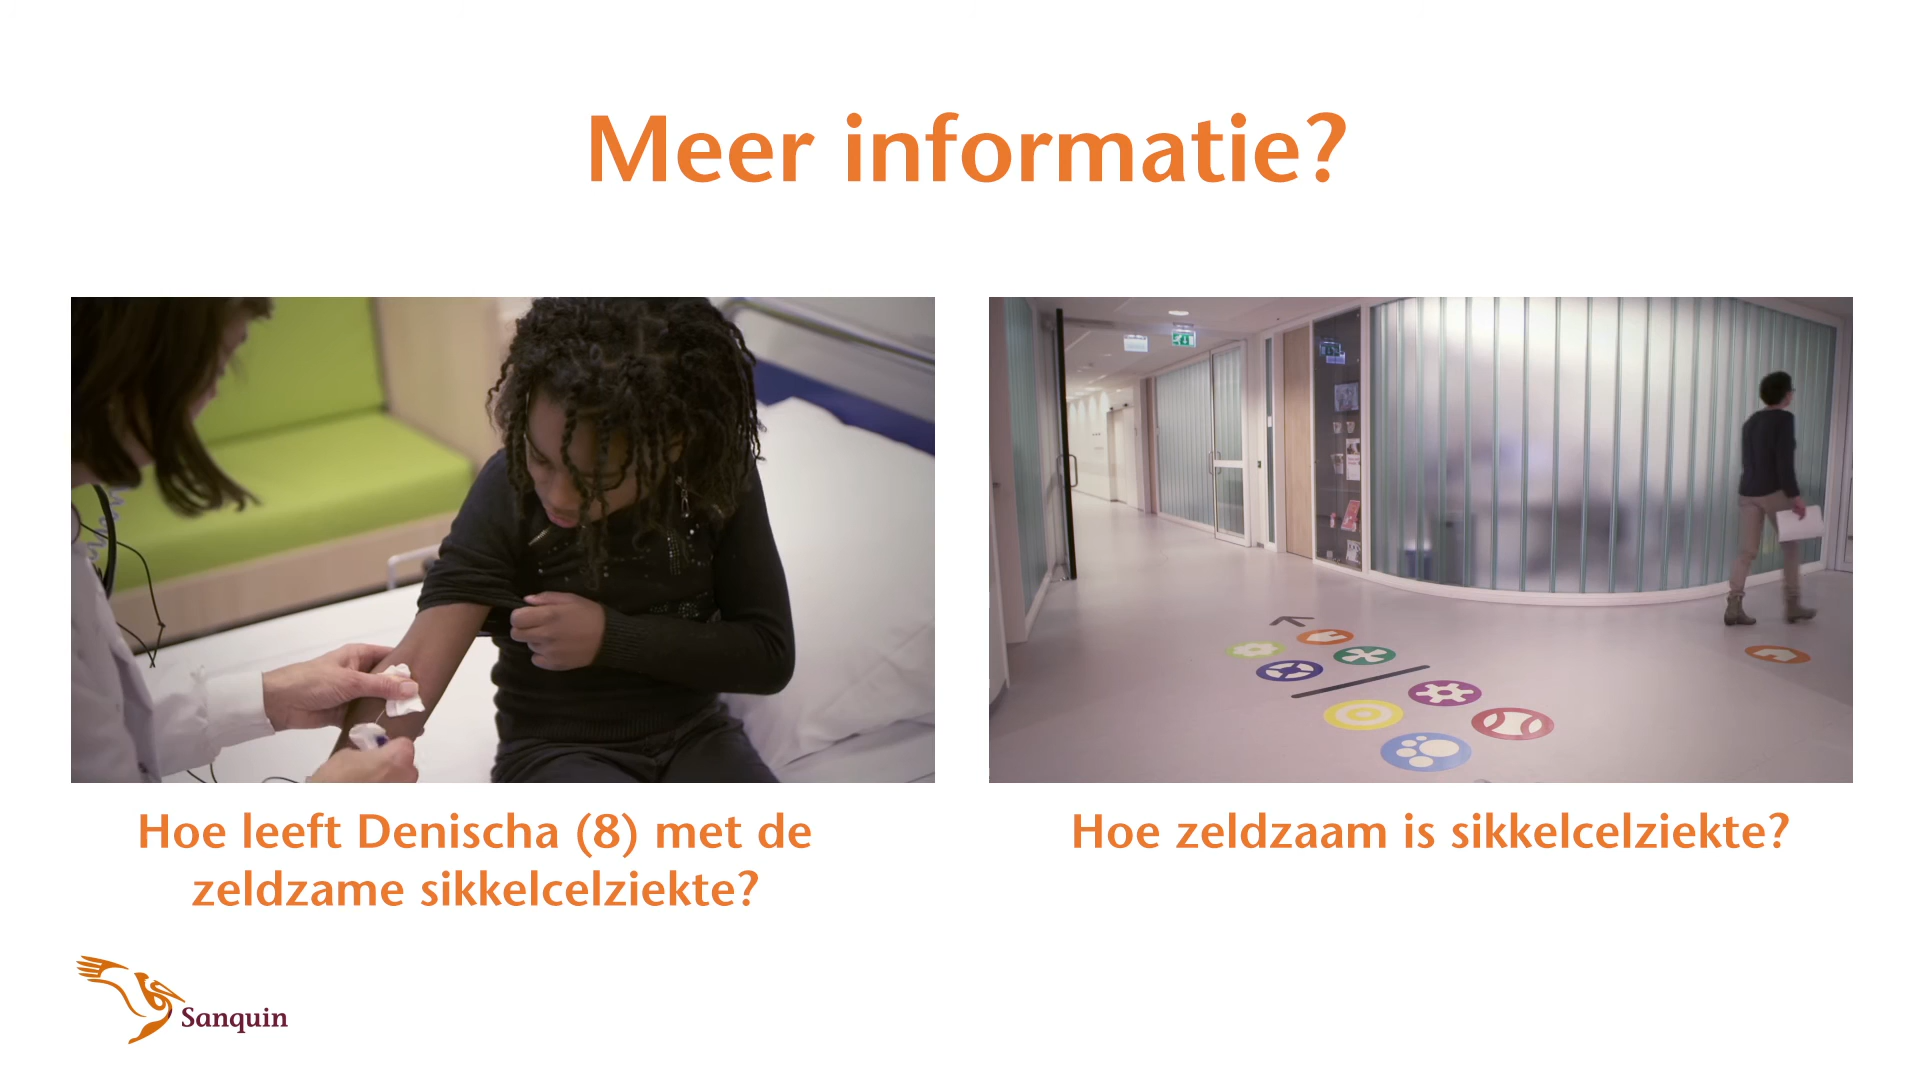 Meer informatie?
Hoe leeft Denischa (8) met de
zeldzame sikkelcelziekte?
Hoe zeldzaam is sikkelcelziekte?
Sanquin